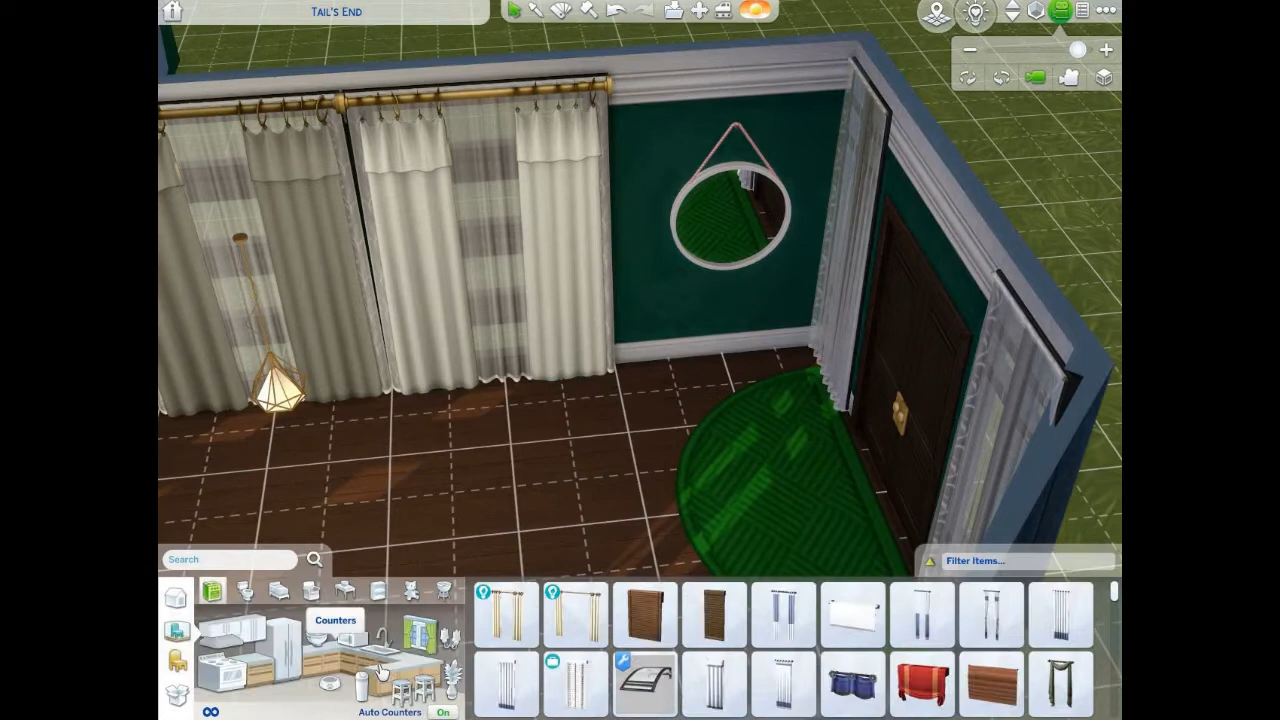 TAIL'S END
Search
Filter Items...
Counters
Auto Counters
On